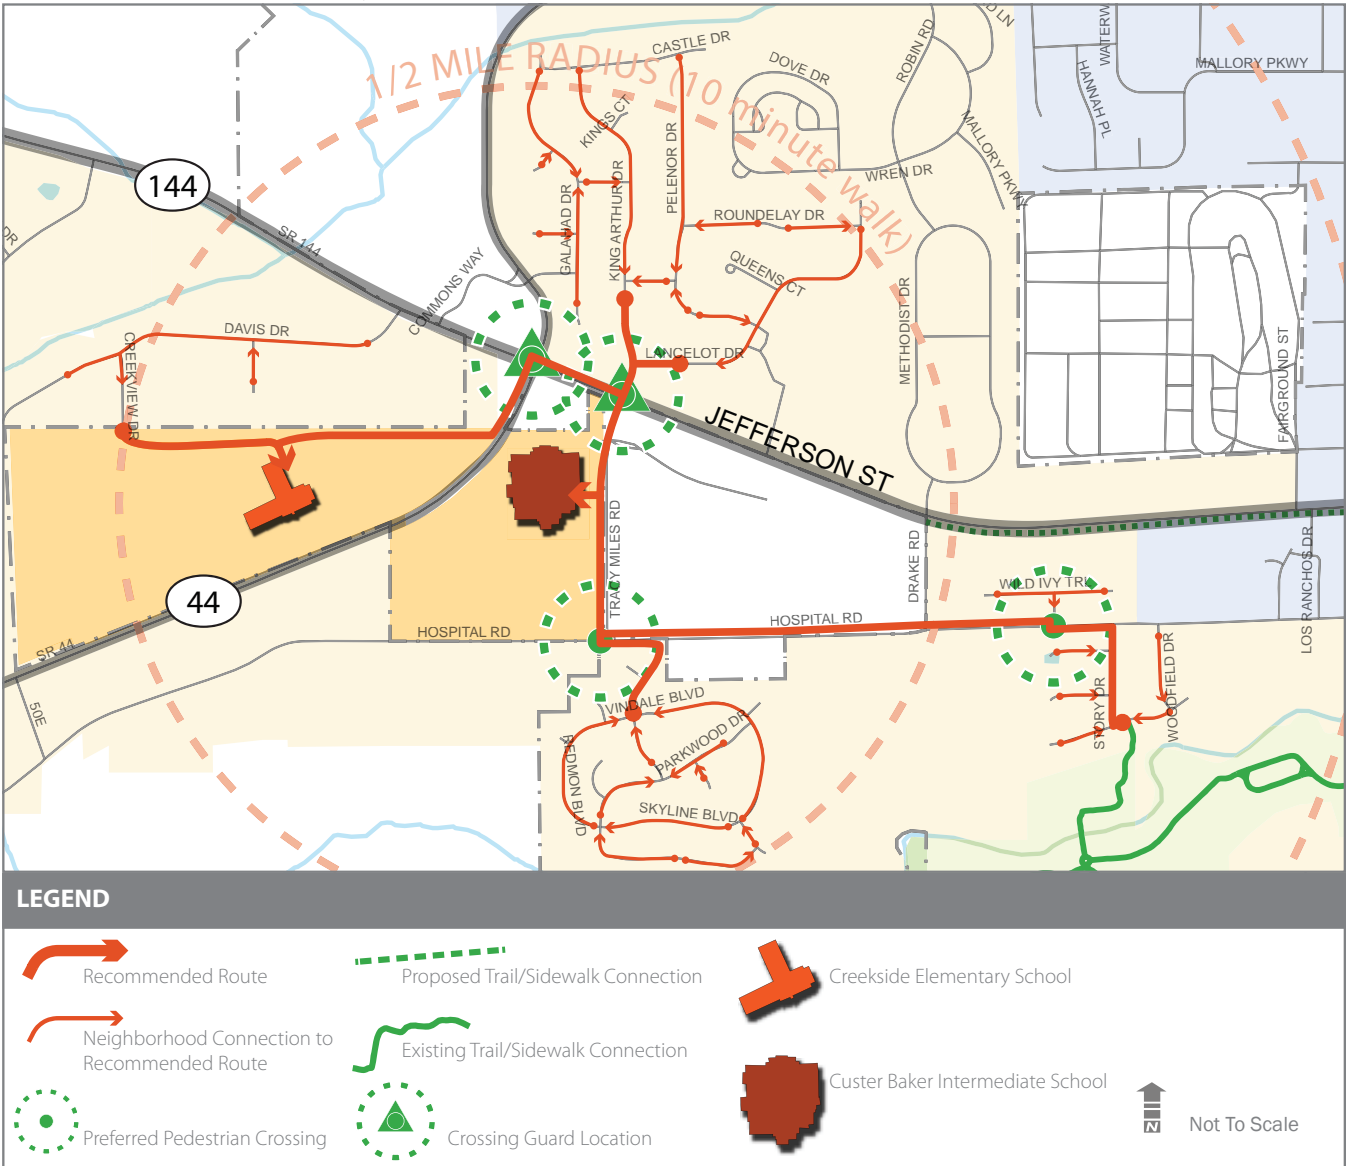 1/2 MILE RADIUS (10 minute walk)
CASTLE DR
DOVE DR
ROBIN RD
D LN
WATERW
MALLORY PKWY
HANNAH PL
KINGS CT
PELENOR DR
MALLORY PKWY
WREN DR
144
SR 144
DR
GALAHAD DR
KING ARTHUR DR
ROUNDELAY DR
QUEENS CT
COMMONS WAY
METHODIST DR
FAIRGROUND ST
DAVIS DR
CREEKVIEW DR
LANCELOT DR
JEFFERSON ST
TRACY MILES RD
DRAKE RD
WILD IVY TRL
LOS RANCHOS DR
44
SR 44
HOSPITAL RD
HOSPITAL RD
50E
VINDALE BLVD
STORY DR
WOODFIELD DR
REDMON BLVD
PARKWOOD DR
SKYLINE BLVD
LEGEND
Recommended Route
Proposed Trail/Sidewalk Connection
Creekside Elementary School
Neighborhood Connection to
Recommended Route
Existing Trail/Sidewalk Connection
Custer Baker Intermediate School
Preferred Pedestrian Crossing
Crossing Guard Location
N
Not To Scale